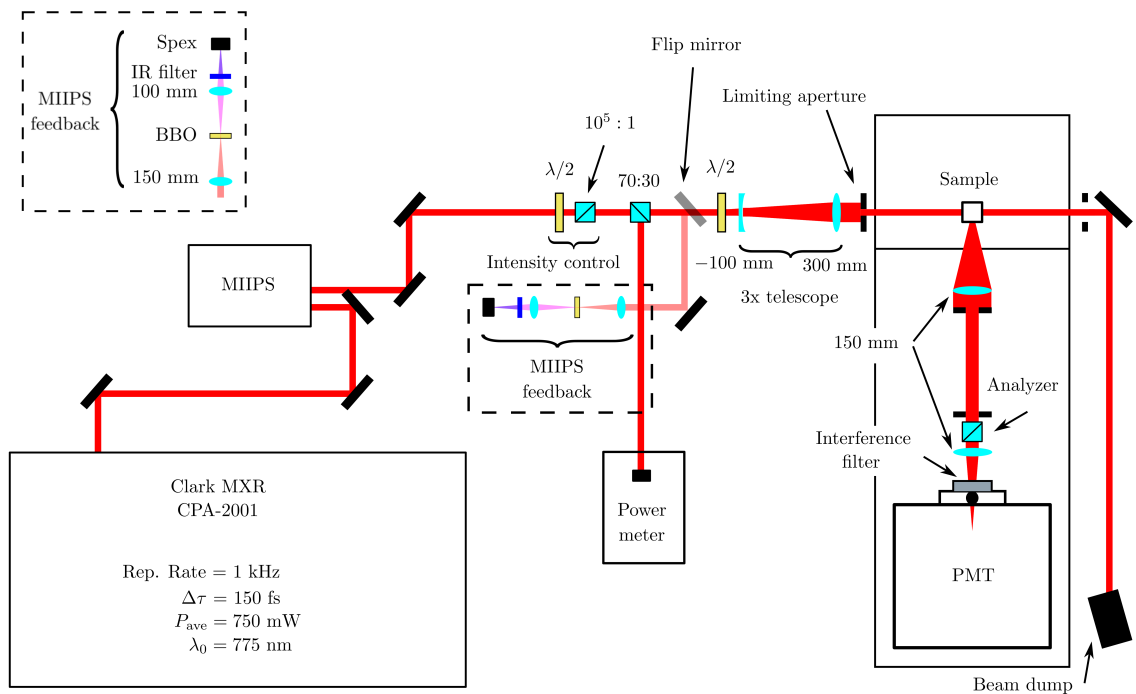 Spex
IR filter
100 mm
MIIPS
feedback
BBO
150 mm
Flip mirror
Limiting aperture
10⁵ : 1
λ/2
70:30
λ/2
Sample
Intensity control
−100 mm
300 mm
3x telescope
MIIPS
MIIPS
feedback
150 mm
Analyzer
Interference
filter
Clark MXR
CPA-2001
Power
meter
Rep. Rate = 1 kHz
Δτ = 150 fs
P_ave = 750 mW
λ₀ = 775 nm
PMT
Beam dump